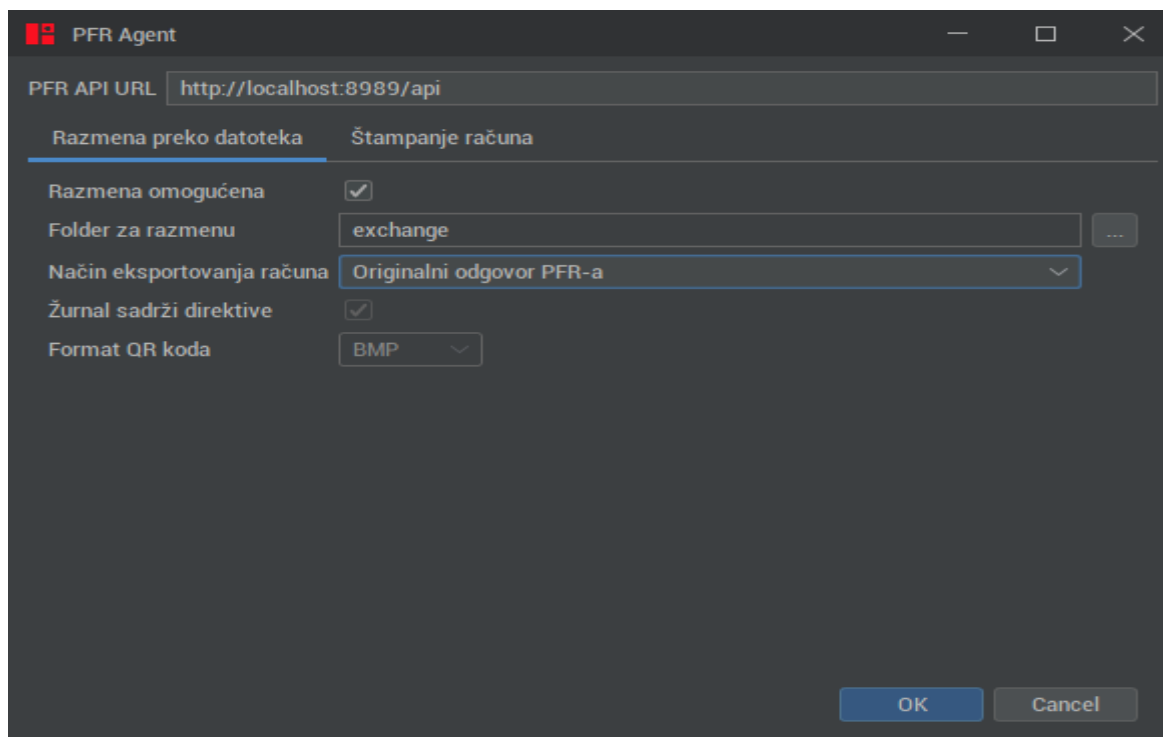 PFR Agent
PFR API URL http://localhost:8989/api
Razmena preko datoteka Štampanje računa
Razmena omogućena
Folder za razmenu exchange ...
Način eksportovanja računa Originalni odgovor PFR-a
Žurnal sadrži direktive
Format QR koda BMP
OK Cancel